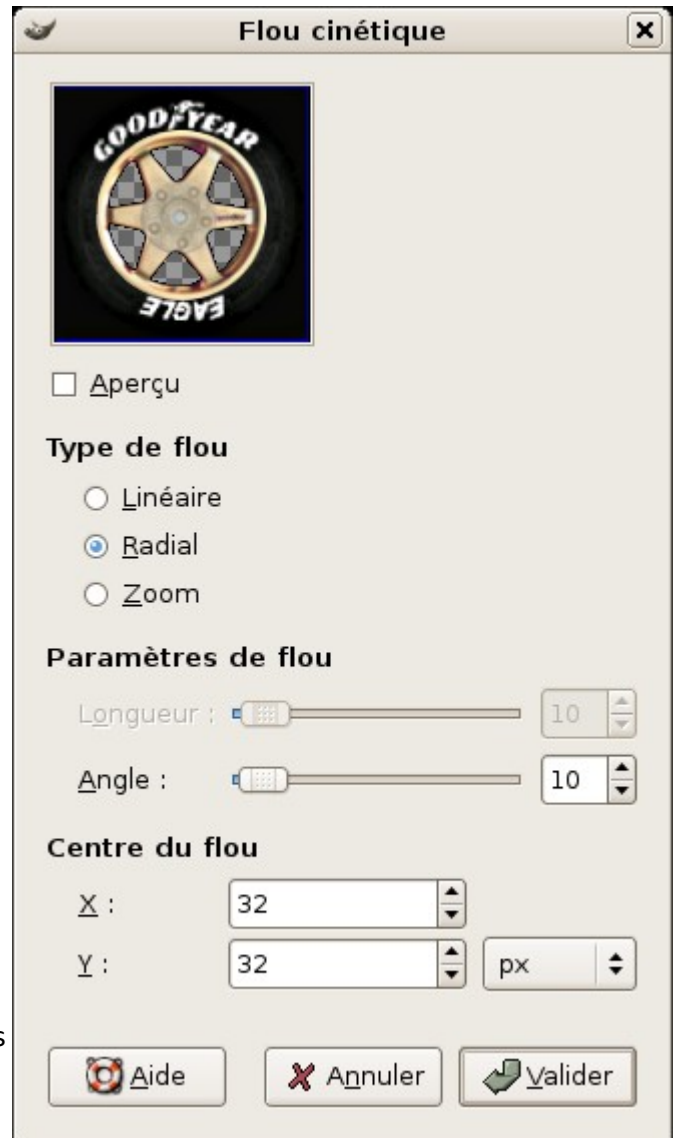 Flou cinétique
GOODYEAR
EAGLE
Aperçu
Type de flou
Linéaire
Radial
Zoom
Paramètres de flou
Longueur : 10
Angle : 10
Centre du flou
X : 32
Y : 32 px
s
Aide Annuler Valider